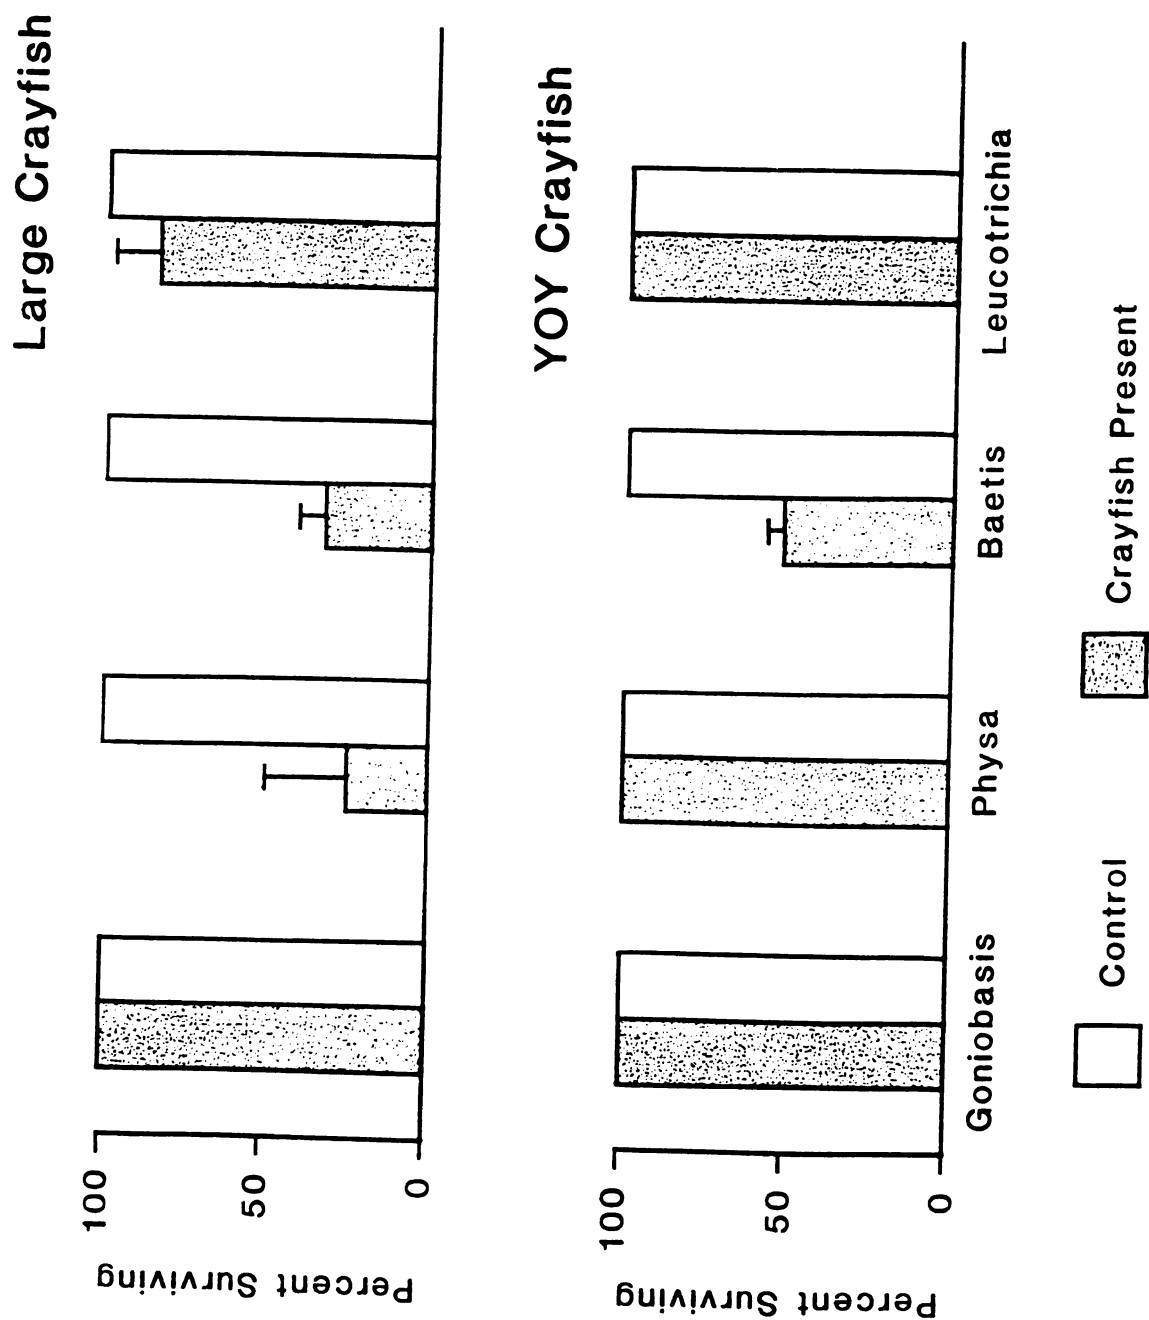 Large Crayfish
100
50
0
Percent Surviving
YOY Crayfish
100
50
0
Percent Surviving
Goniobasis Physa Baetis Leucotrichia
Control Crayfish Present